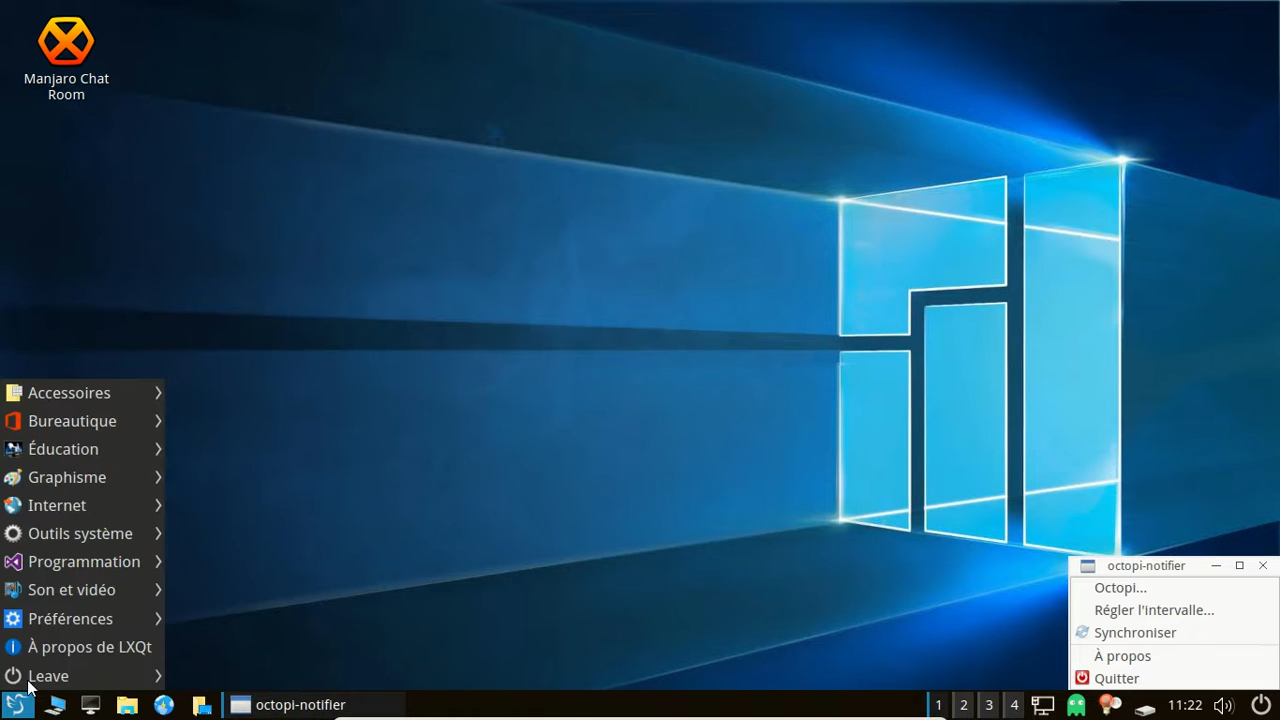 Manjaro Chat
Room
Accessoires
Bureautique
Éducation
Graphisme
Internet
Outils système
Programmation
Son et vidéo
Préférences
À propos de LXQt
Leave
octopi-notifier
Octopi...
Régler l'intervalle...
Synchroniser
À propos
Quitter
octopi-notifier
1 2 3 4 11:22